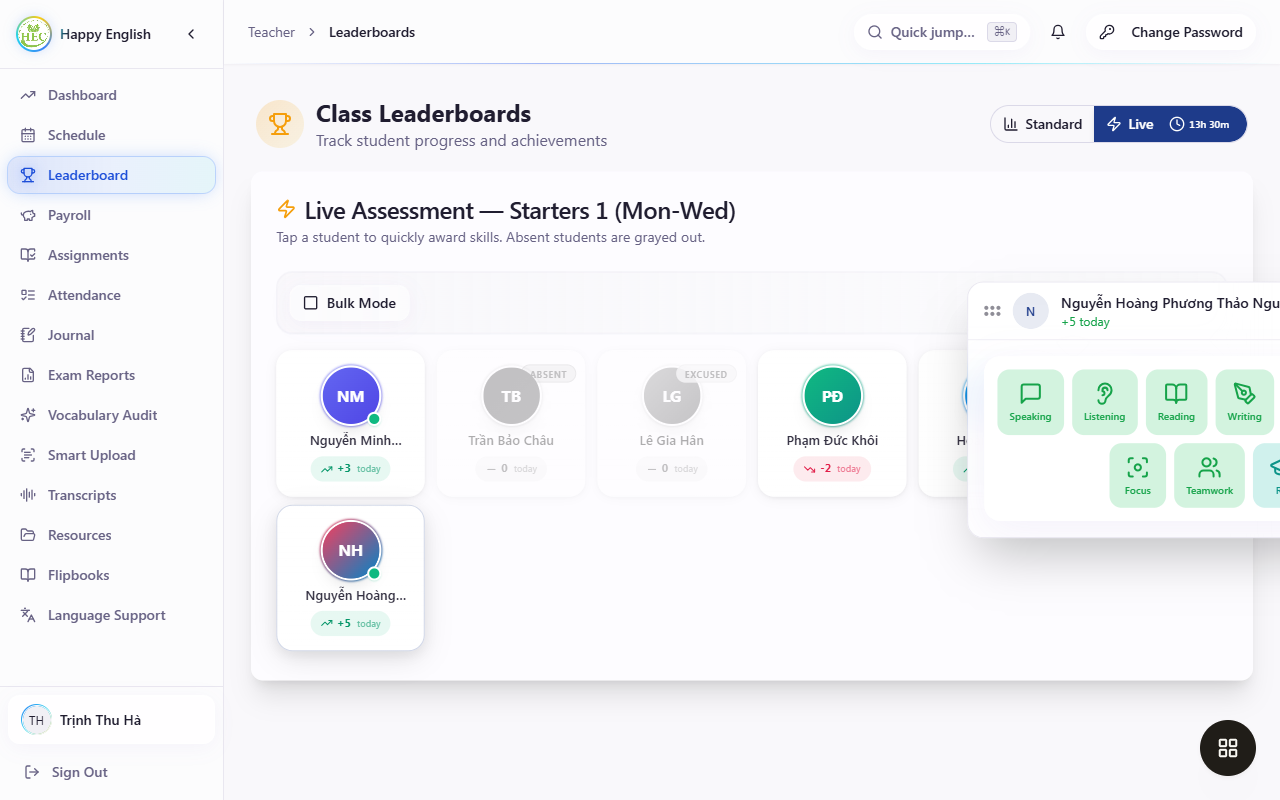 HEC
Happy English
Dashboard
Schedule
Leaderboard
Payroll
Assignments
Attendance
Journal
Exam Reports
Vocabulary Audit
Smart Upload
Transcripts
Resources
Flipbooks
Language Support
TH Trịnh Thu Hà
Sign Out
Teacher > Leaderboards
Quick jump... ⌘K
Change Password
Class Leaderboards
Track student progress and achievements
Standard
Live 13h 30m
Live Assessment — Starters 1 (Mon-Wed)
Tap a student to quickly award skills. Absent students are grayed out.
Bulk Mode
NM
Nguyễn Minh...
+3 today
ABSENT
TB
Trần Bảo Châu
— 0 today
EXCUSED
LG
Lê Gia Hân
— 0 today
PĐ
Phạm Đức Khôi
-2 today
NH
Nguyễn Hoàng...
+5 today
N
Nguyễn Hoàng Phương Thảo
+5 today
Speaking
Listening
Reading
Writing
Focus
Teamwork